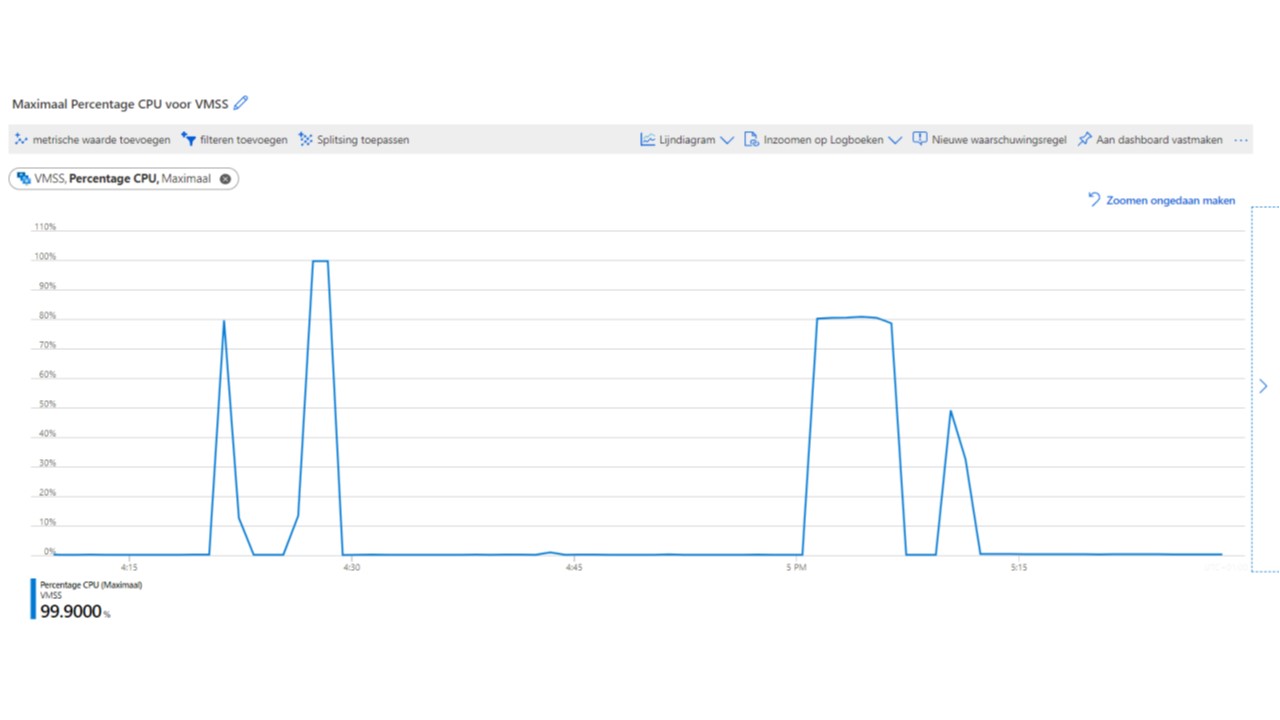 Maximaal Percentage CPU voor VMSS
metrische waarde toevoegen filteren toevoegen Splitsing toepassen Lijndiagram Inzoomen op Logboeken Nieuwe waarschuwingsregel Aan dashboard vastmaken ...
VMSS, Percentage CPU, Maximaal
Zoomen ongedaan maken
110%
100%
90%
80%
70%
60%
50%
40%
30%
20%
10%
0%
4:15 4:30 4:45 5 PM 5:15
Percentage CPU (Maximaal)
VMSS
99.9000 %